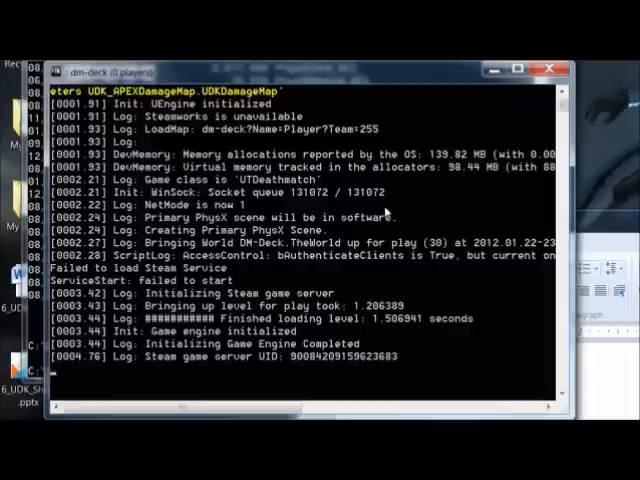 : dm-deck (0 players)
eters UDK_APEXDamageMap.UDKDamageMap'
[0001.91] Init: UEngine initialized
[0001.91] Log: Steamworks is unavailable
[0001.93] Log: LoadMap: dm-deck?Name=Player?Team=255
[0001.93] Log:
[0001.93] DevMemory: Memory allocations reported by the OS: 139.82 MB (with 0.00
[0001.93] DevMemory: Virtual memory tracked in the allocators: 98.44 MB (with 88
[0002.21] Log: Game class is 'UTDeathmatch'
[0002.21] Init: WinSock: Socket queue 131072 / 131072
[0002.22] Log: NetMode is now 1
[0002.24] Log: Primary PhysX scene will be in software.
[0002.24] Log: Creating Primary PhysX Scene.
[0002.27] Log: Bringing World DM-Deck.TheWorld up for play (30) at 2012.01.22-23
[0002.28] ScriptLog: AccessControl: bAuthenticateClients is True, but current on
Failed to load Steam Service
ServiceStart: failed to start
[0003.42] Log: Initializing Steam game server
[0003.43] Log: Bringing up level for play took: 1.206389
[0003.44] Log: ########### Finished loading level: 1.506941 seconds
[0003.44] Init: Game engine initialized
[0003.44] Log: Initializing Game Engine Completed
[0004.76] Log: Steam game server UID: 90084209159623683
My
My
6_UD
6_UDK_Sh
.pptx
C:\
C:\